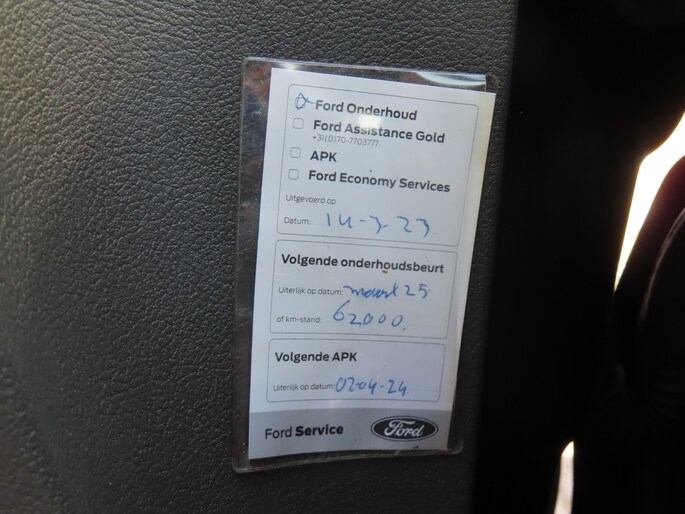 Ford Onderhoud
Ford Assistance Gold
+31(0)70-7703777
APK
Ford Economy Services
Uitgevoerd op
Datum: 14-3-23
Volgende onderhoudsbeurt
Uiterlijk op datum: maart 25
of km-stand: 62000.
Volgende APK
Uiterlijk op datum: 02-04-24
Ford Service Ford